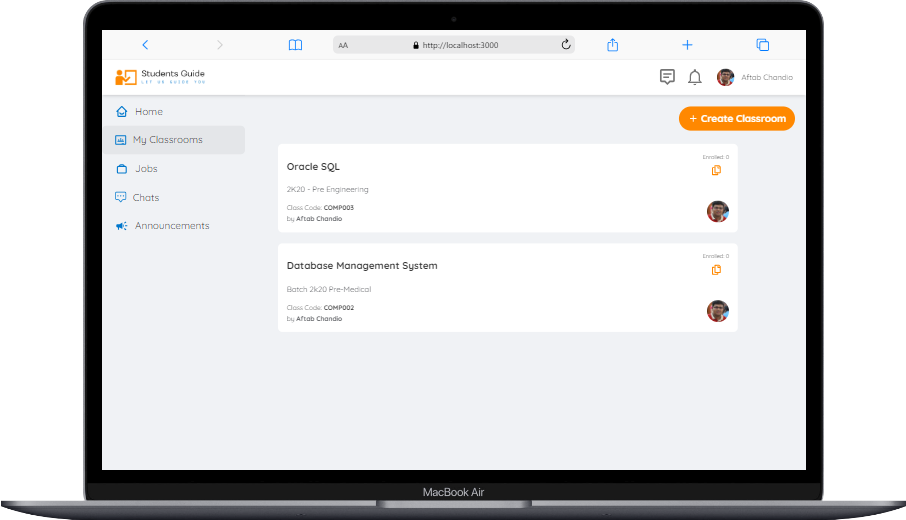 AA
http://localhost:3000
Students Guide
LET US GUIDE YOU
Aftab Chandio
Home
My Classrooms
Jobs
Chats
Announcements
+ Create Classroom
Oracle SQL
Enrolled: 0
2K20 - Pre Engineering
Class Code: COMP003
by Aftab Chandio
Database Management System
Enrolled: 0
Batch 2k20 Pre-Medical
Class Code: COMP002
by Aftab Chandio
MacBook Air